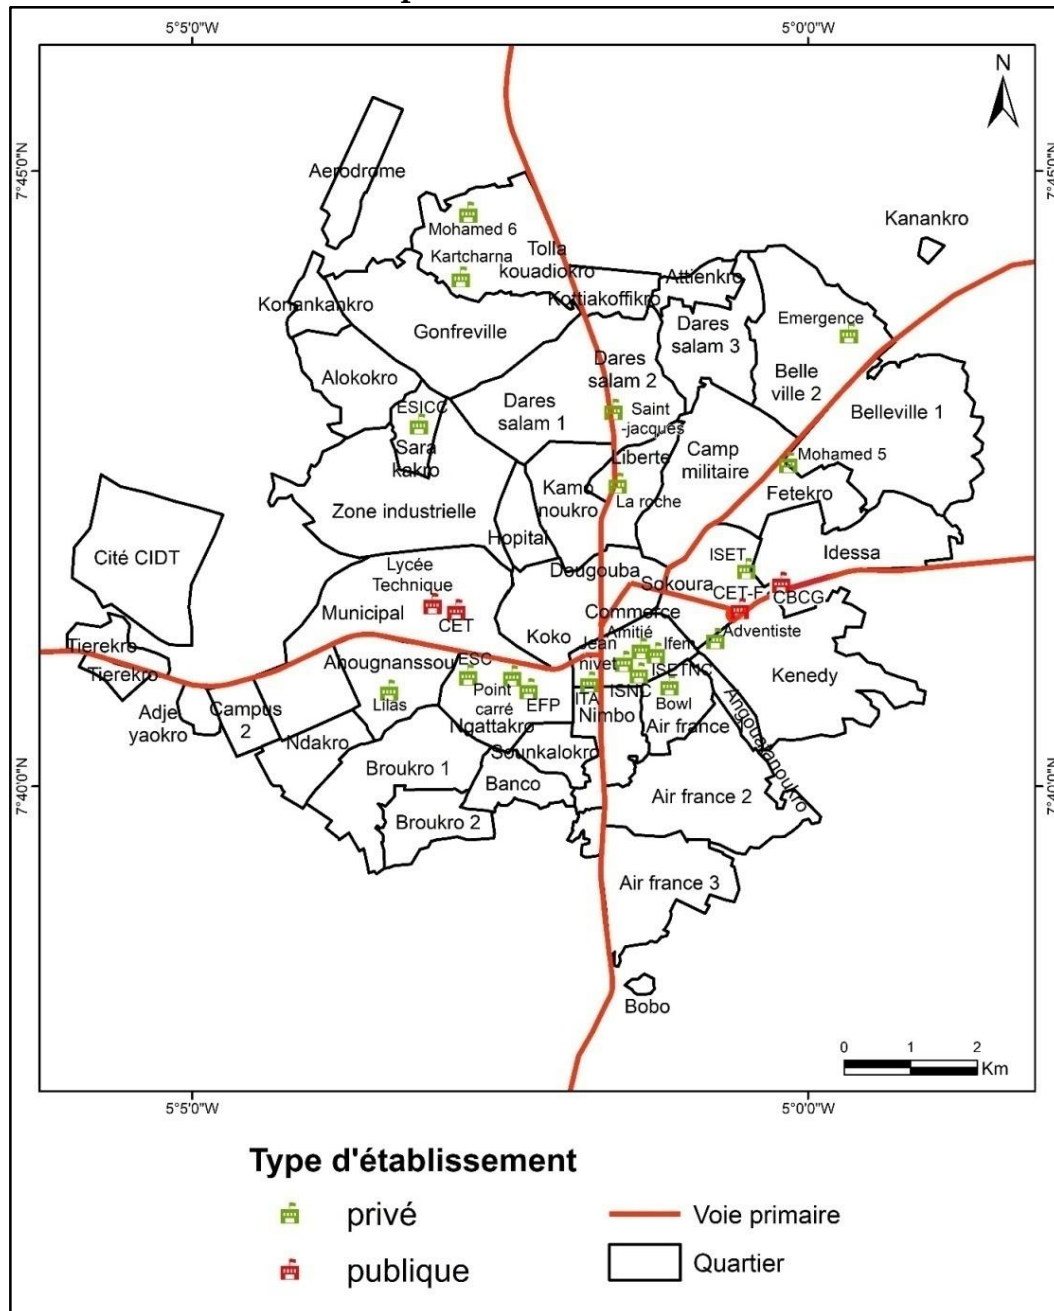 5°5'0"W
5°0'0"W
N
7°45'0"N
7°45'0"N
Aerodrome
Kanankro
Mohamed 6
Kartcharna
Tolla
kouadiokro
Attienkro
Konankankro
Kottiakoffikro
Gonfreville
Dares
salam 3
Emergence
Dares
salam 2
Belle
ville 2
Alokokro
Belleville 1
ESICC
Dares
salam 1
Saint
-jacques
Sara
kakro
Camp
militaire
Liberte
Mohamed 5
Kamo
noukro
La roche
Fetekro
Zone industrielle
Hopital
Idessa
Cité CIDT
ISET
Lycée
Technique
Dougouba
Sokoura
CET-F
CBCG
Municipal
CET
Commerce
Koko
Amitié
Adventiste
Tierekro
Jean
nivet
Ifem
Ahougnanssou
ESC
ISETNC
Tierekro
Kenedy
Lilas
Point
carré
EFP
ITA
ISNC
Bowl
Adje
yaokro
Campus
2
Ngattakro
Nimbo
Air france
Angouatanoukro
Ndakro
Sounkalokro
Broukro 1
Banco
7°40'0"N
7°40'0"N
Air france 2
Broukro 2
Air france 3
Bobo
0 1 2
Km
5°5'0"W
5°0'0"W
Type d'établissement
privé
Voie primaire
publique
Quartier